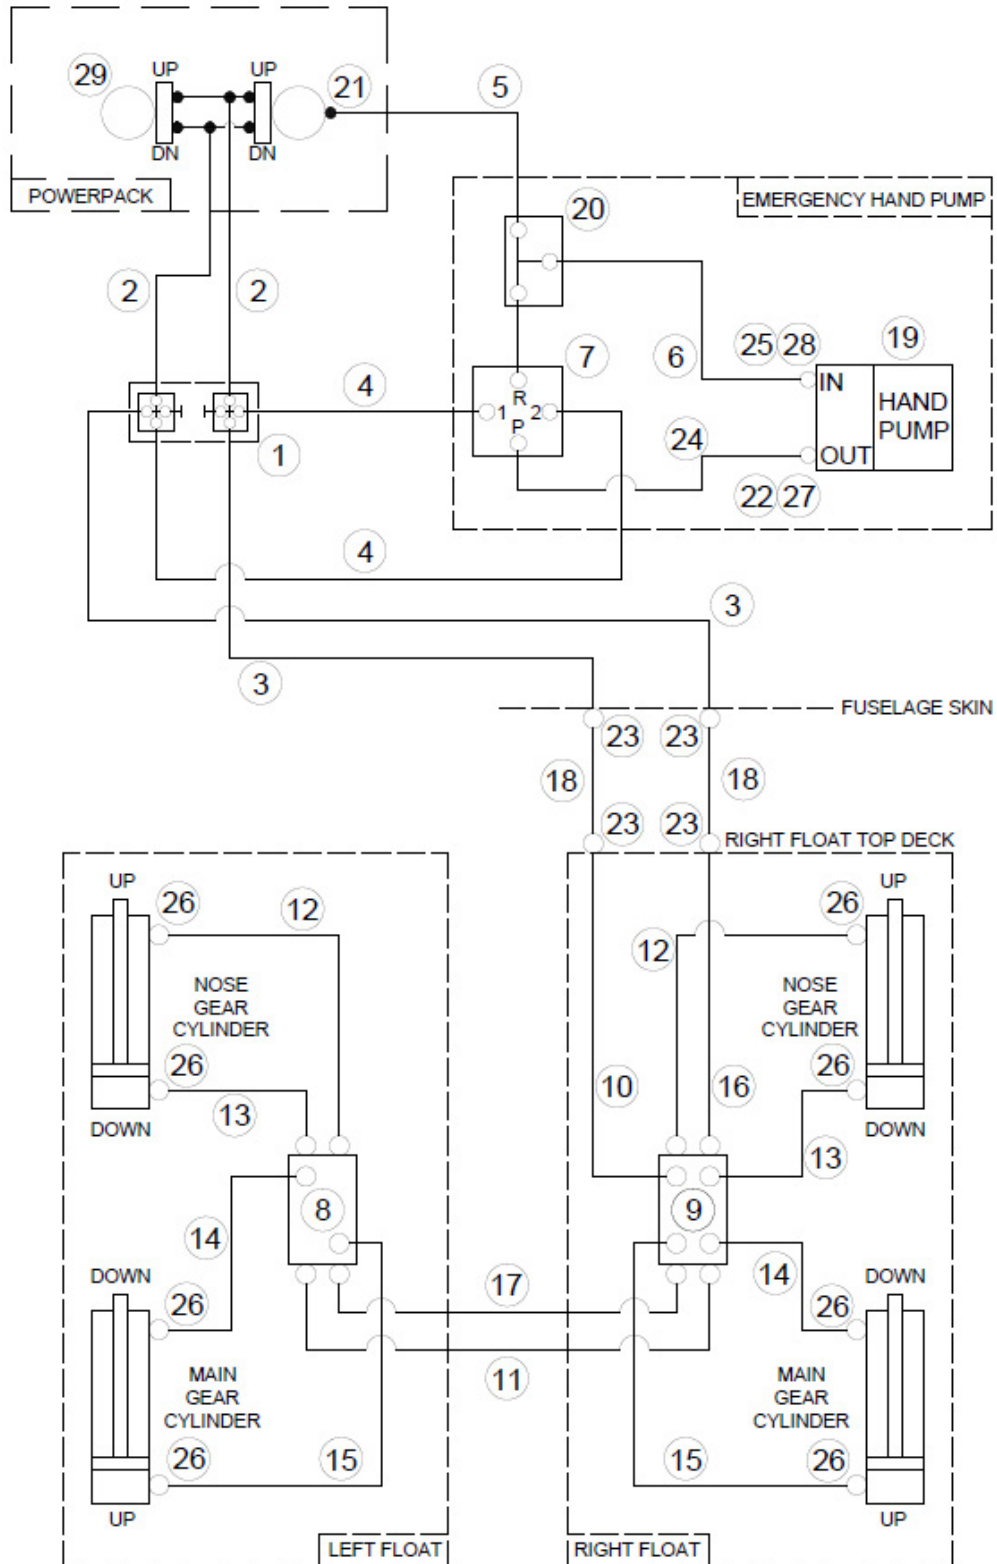 29
UP
UP
21
5
DN
DN
POWERPACK
EMERGENCY HAND PUMP
20
2
2
7
6
25
28
19
IN
HAND
PUMP
OUT
4
1
R
2
P
24
1
22
27
4
3
3
FUSELAGE SKIN
23
23
18
18
23
23
RIGHT FLOAT TOP DECK
UP
26
12
NOSE
GEAR
CYLINDER
26
13
DOWN
UP
26
12
NOSE
GEAR
CYLINDER
26
10
16
DOWN
13
8
9
14
14
17
11
DOWN
26
MAIN
GEAR
CYLINDER
26
15
UP
LEFT FLOAT
DOWN
26
MAIN
GEAR
CYLINDER
15
26
UP
RIGHT FLOAT